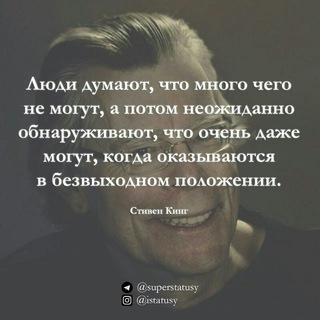 Люди думают, что много чего
не могут, а потом неожиданно
обнаруживают, что очень даже
могут, когда оказываются
в безвыходном положении.
Стивен Кинг
@superstatusy
@istatusy